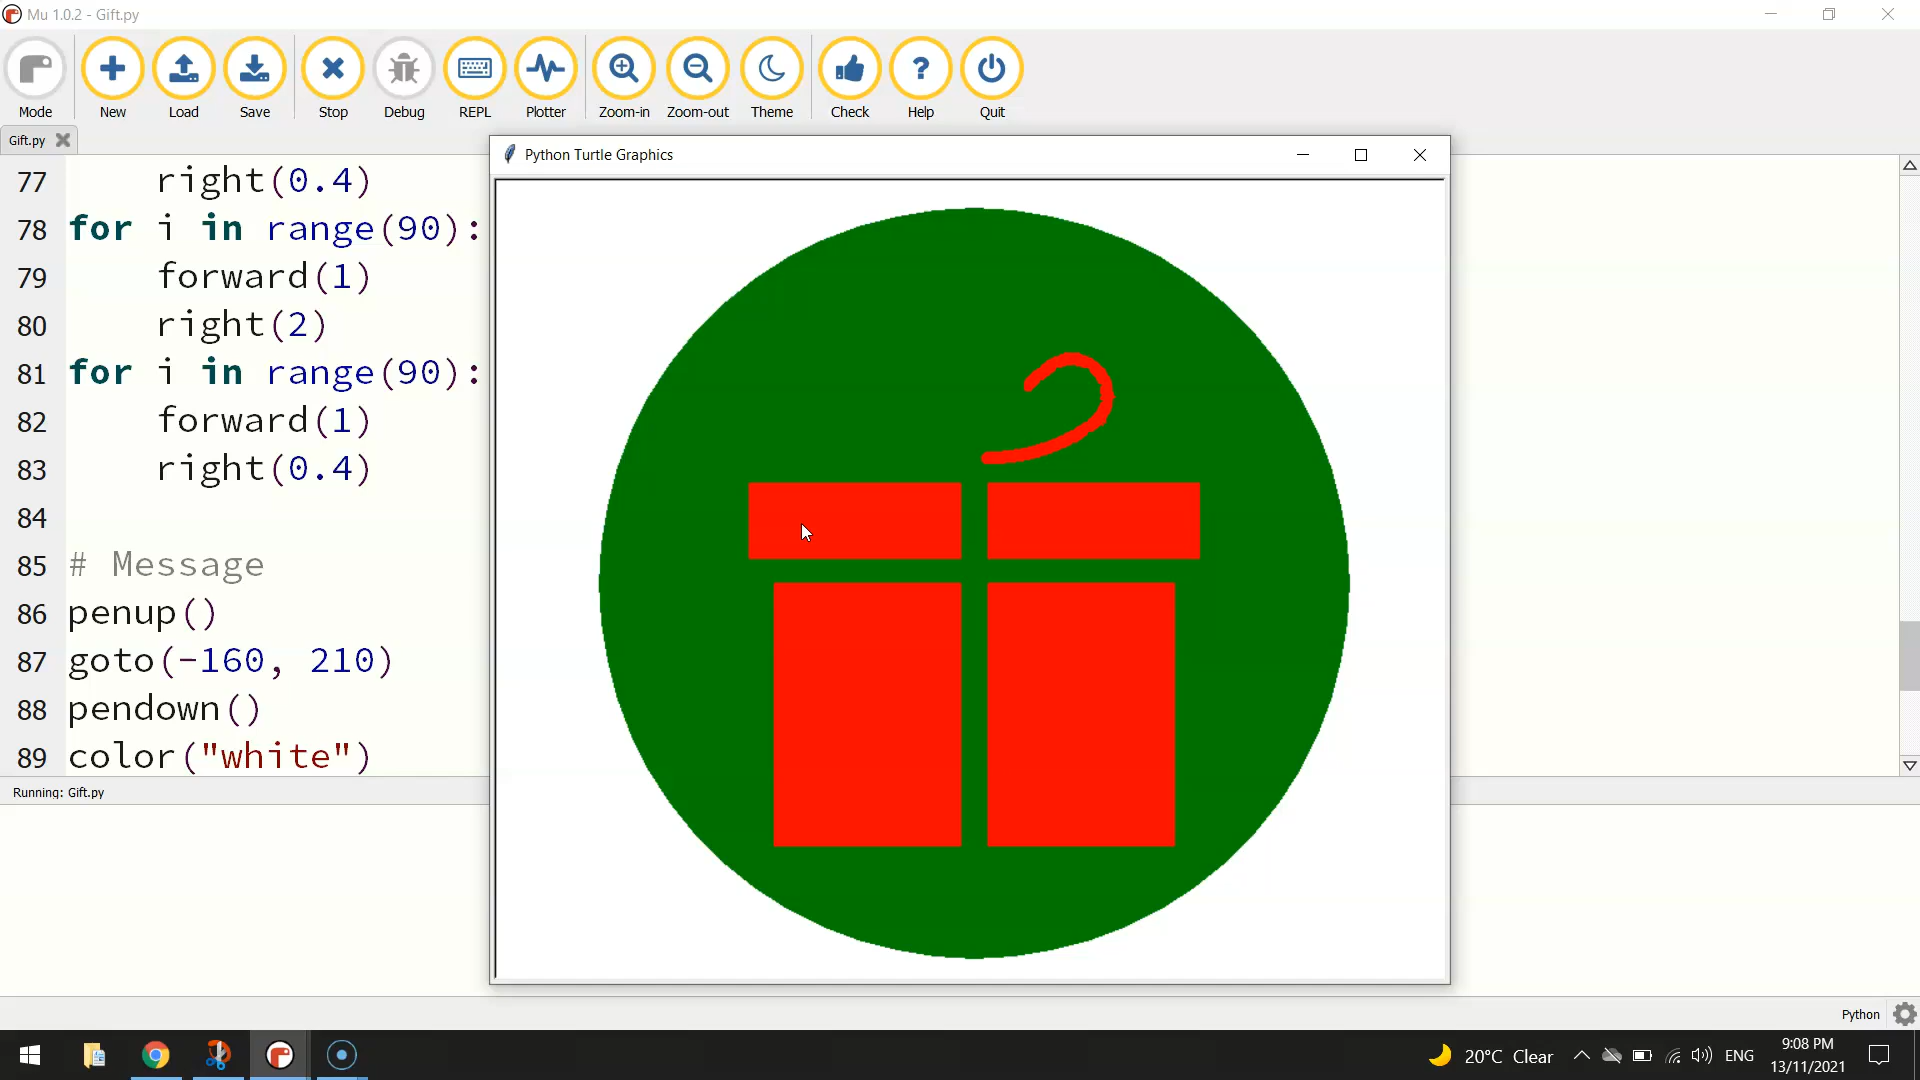 Mu 1.0.2 - Gift.py
Mode New Load Save Stop Debug REPL Plotter Zoom-in Zoom-out Theme Check Help Quit
Gift.py
Python Turtle Graphics
77 right(0.4)
78 for i in range(90):
79 forward(1)
80 right(2)
81 for i in range(90):
82 forward(1)
83 right(0.4)
84
85 # Message
86 penup()
87 goto(-160, 210)
88 pendown()
89 color("white")
Running: Gift.py
Python
20°C Clear ENG 9:08 PM
13/11/2021